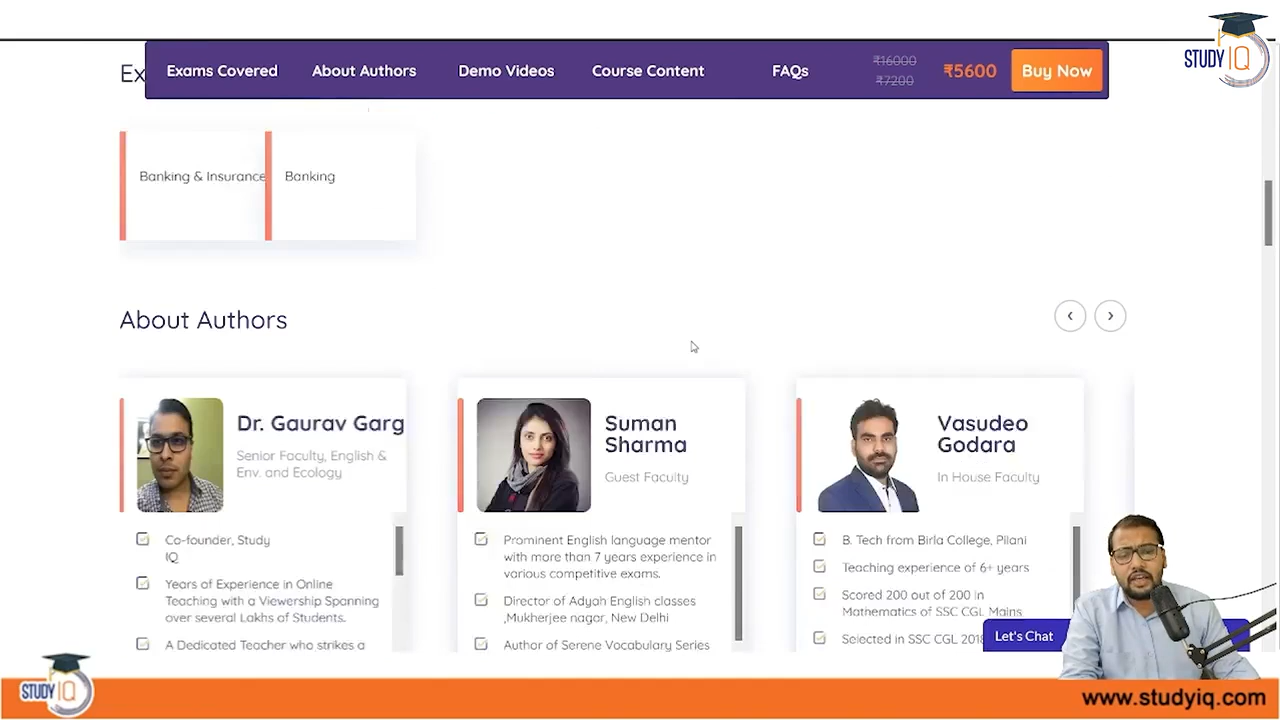 STUDY IQ
Ex
Exams Covered
About Authors
Demo Videos
Course Content
FAQs
₹16000
₹7200
₹5600
Buy Now
Banking & Insurance
Banking
About Authors
Dr. Gaurav Garg
Senior Faculty, English &
Env. and Ecology
Co-founder, Study
IQ
Years of Experience in Online
Teaching with a Viewership Spanning
over several Lakhs of Students.
A Dedicated Teacher who strikes a
Suman
Sharma
Guest Faculty
Prominent English language mentor
with more than 7 years experience in
various competitive exams.
Director of Adyah English classes
,Mukherjee nagar, New Delhi
Author of Serene Vocabulary Series
Vasudeo
Godara
In House Faculty
B. Tech from Birla College, Pilani
Teaching experience of 6+ years
Scored 200 out of 200 in
Mathematics of SSC CGL Mains
Selected in SSC CGL 2018
Let's Chat
STUDY IQ
www.studyiq.com